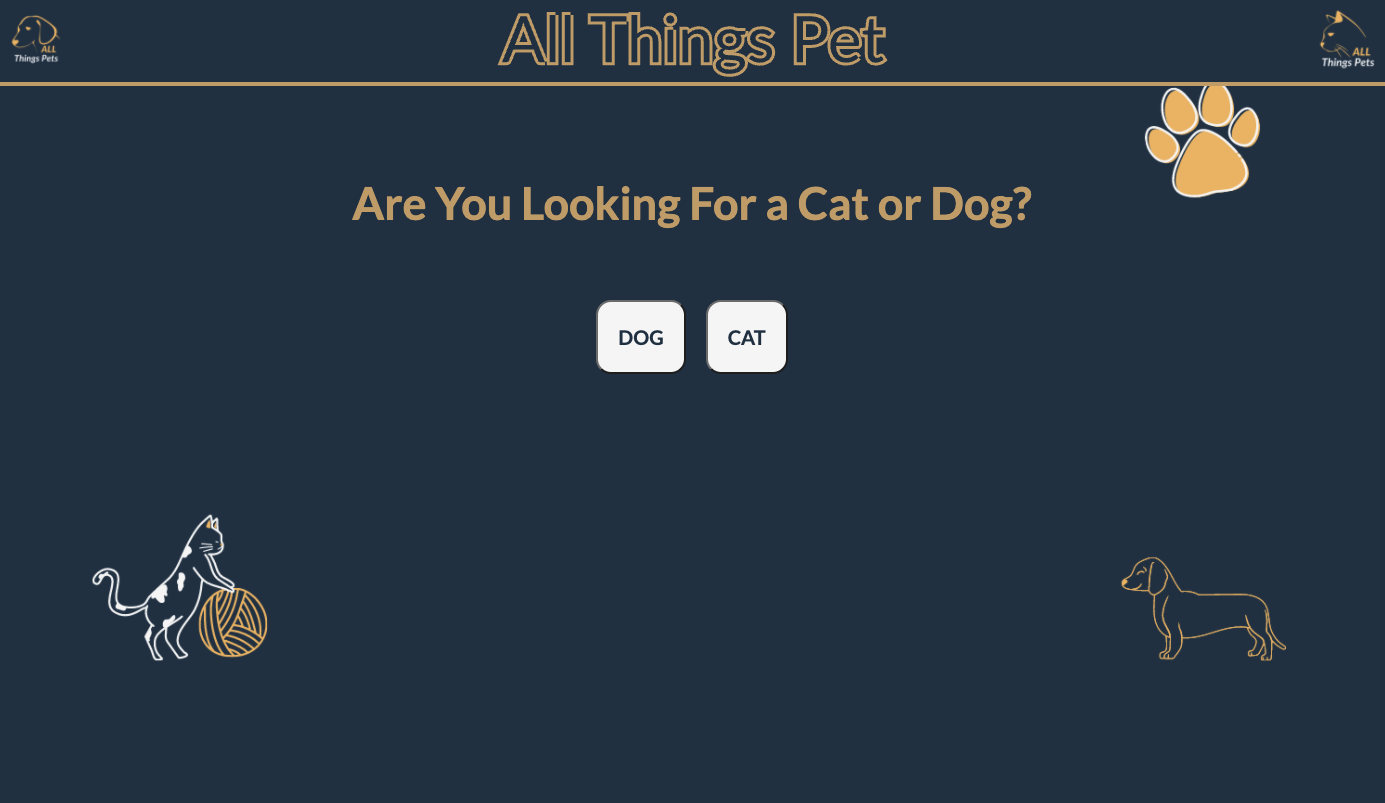 ALL
Things Pets
All Things Pet
ALL
Things Pets
Are You Looking For a Cat or Dog?
DOG
CAT